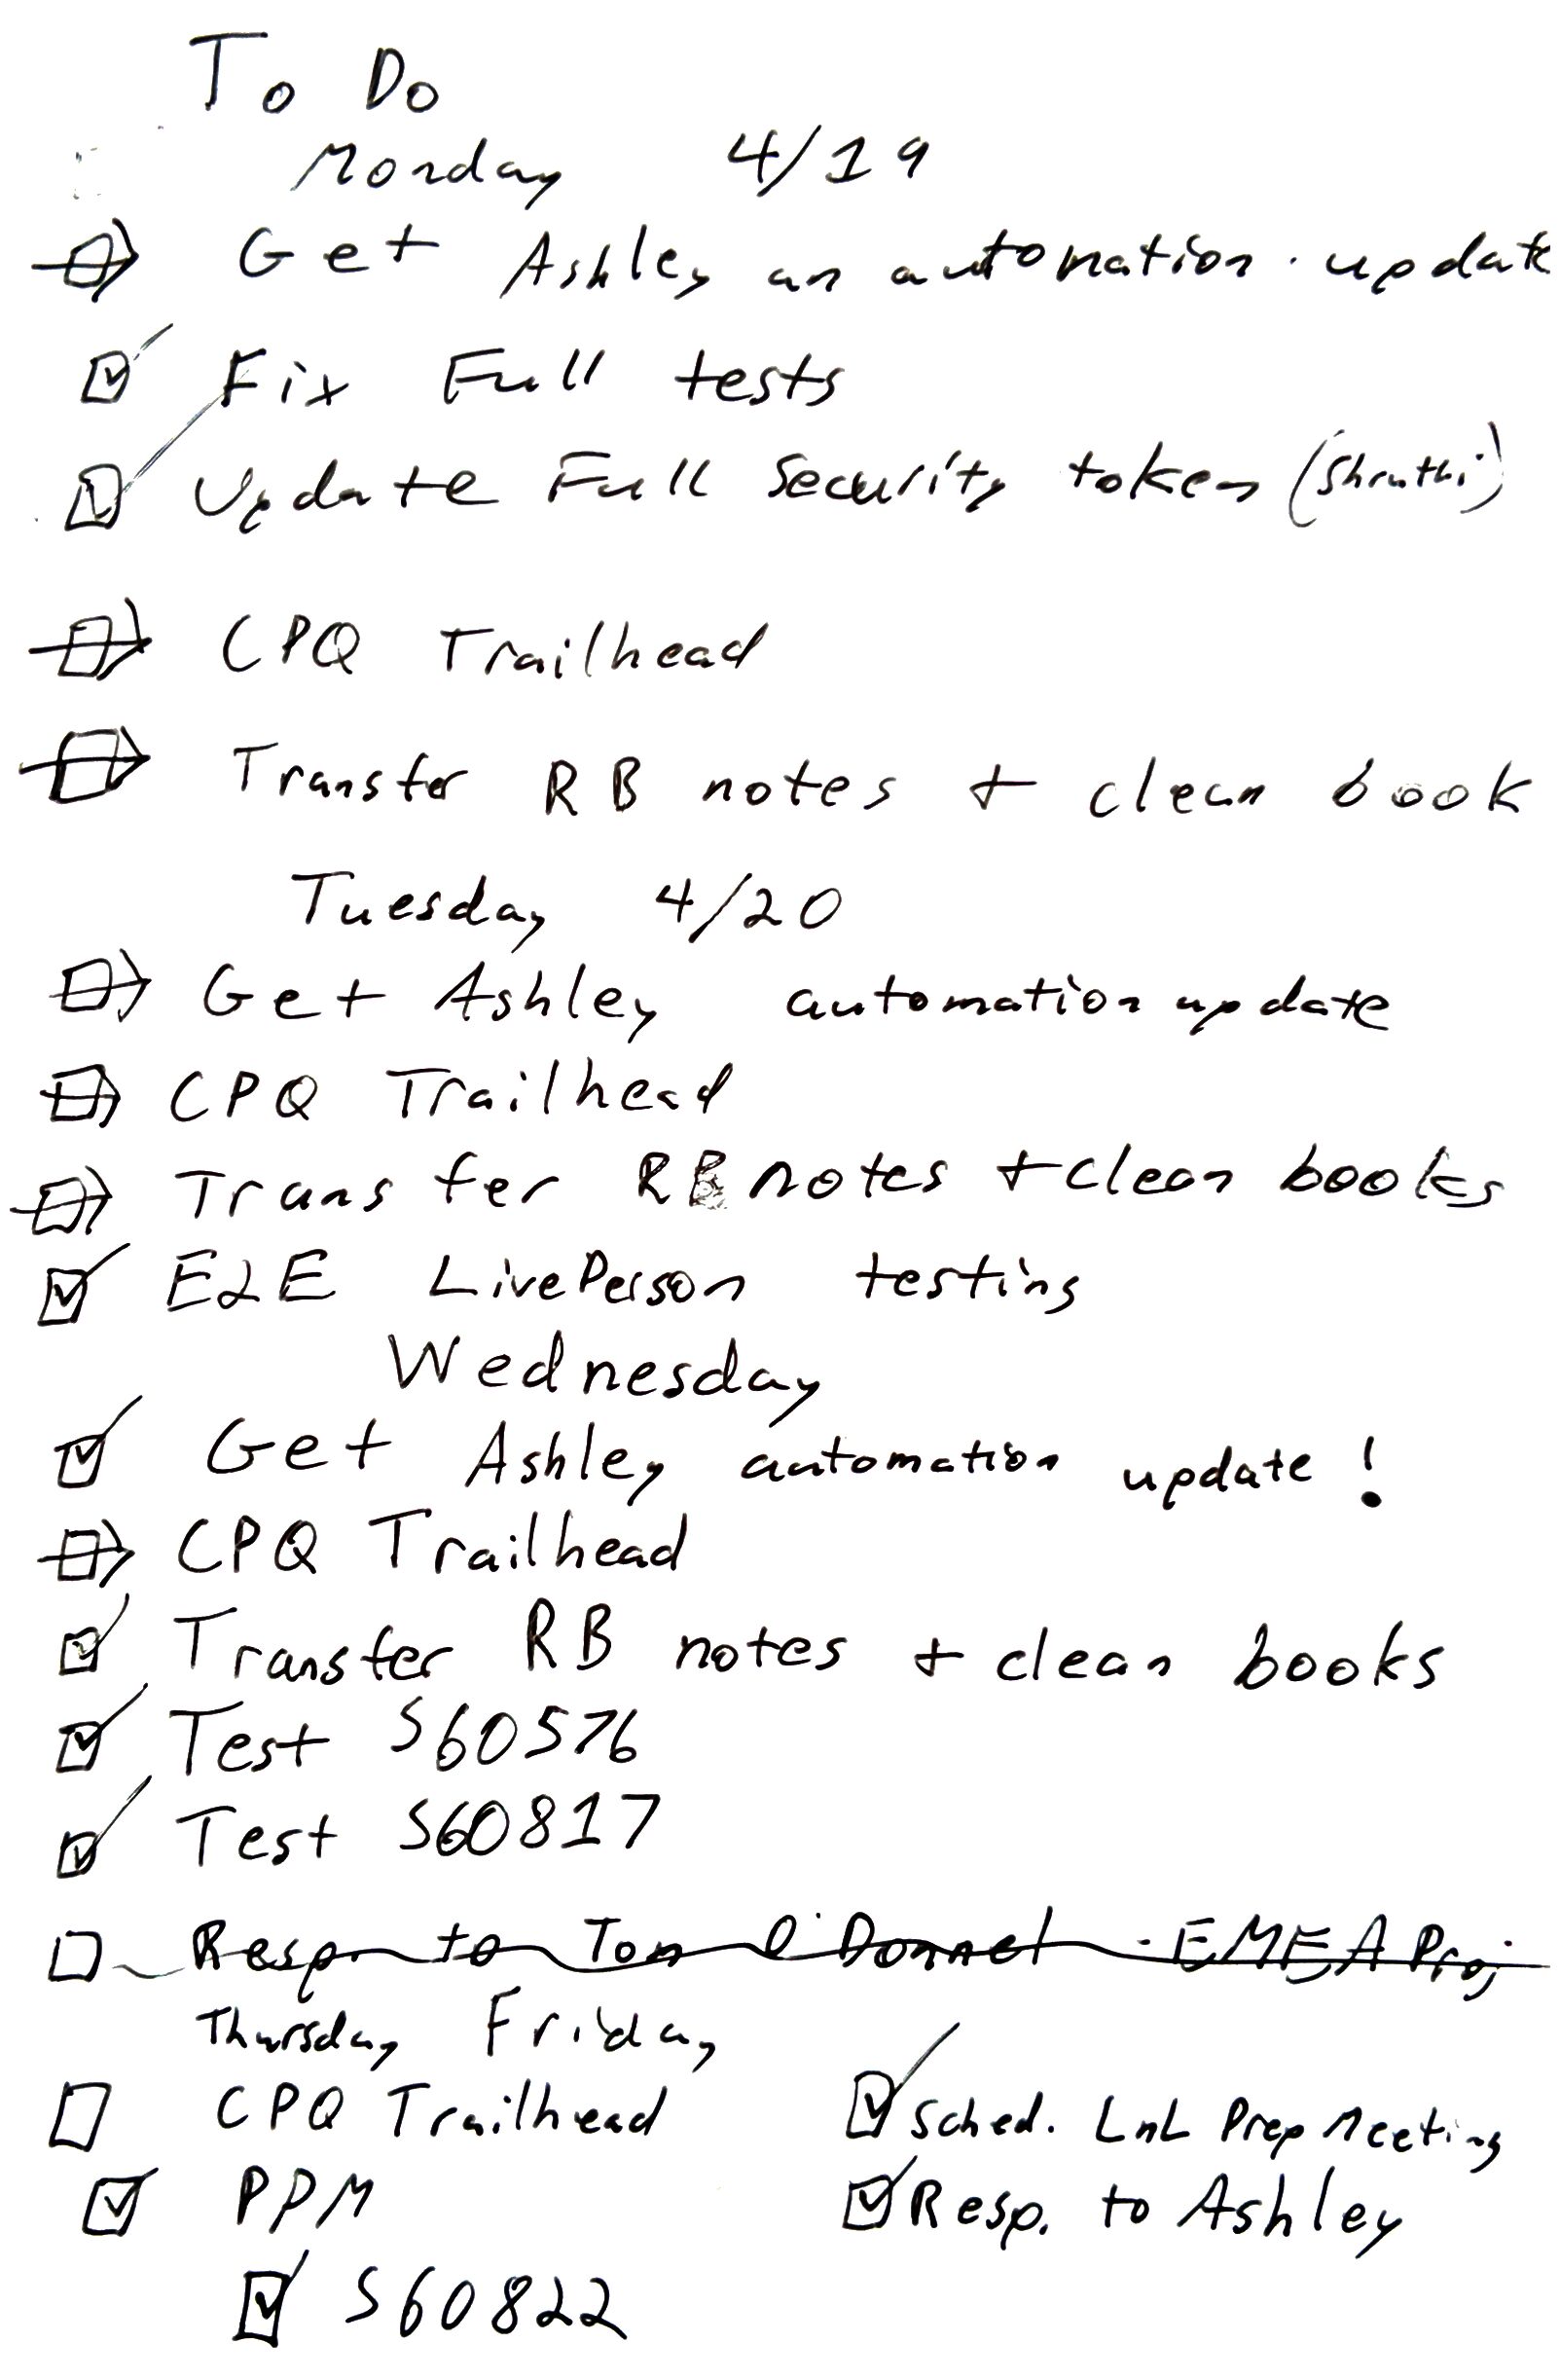 To Do
Monday 4/19
Get Ashley an automation update
Fix Full tests
Update Full Security token (Shruthi)
CPQ Trailhead
Transfer RB notes + clean book
Tuesday 4/20
Get Ashley automation update
CPQ Trailhead
Transfer RB notes + clean books
E2E LivePerson testing
Wednesday
Get Ashley automation update!
CPQ Trailhead
Transfer RB notes + clean books
Test S60576
Test S60817
Resp. to Tom O'Donnel - EMEA Proj.
Thursday Friday
CPQ Trailhead
PPM
S60822
Sched. LnL Prep Meeting
Resp. to Ashley